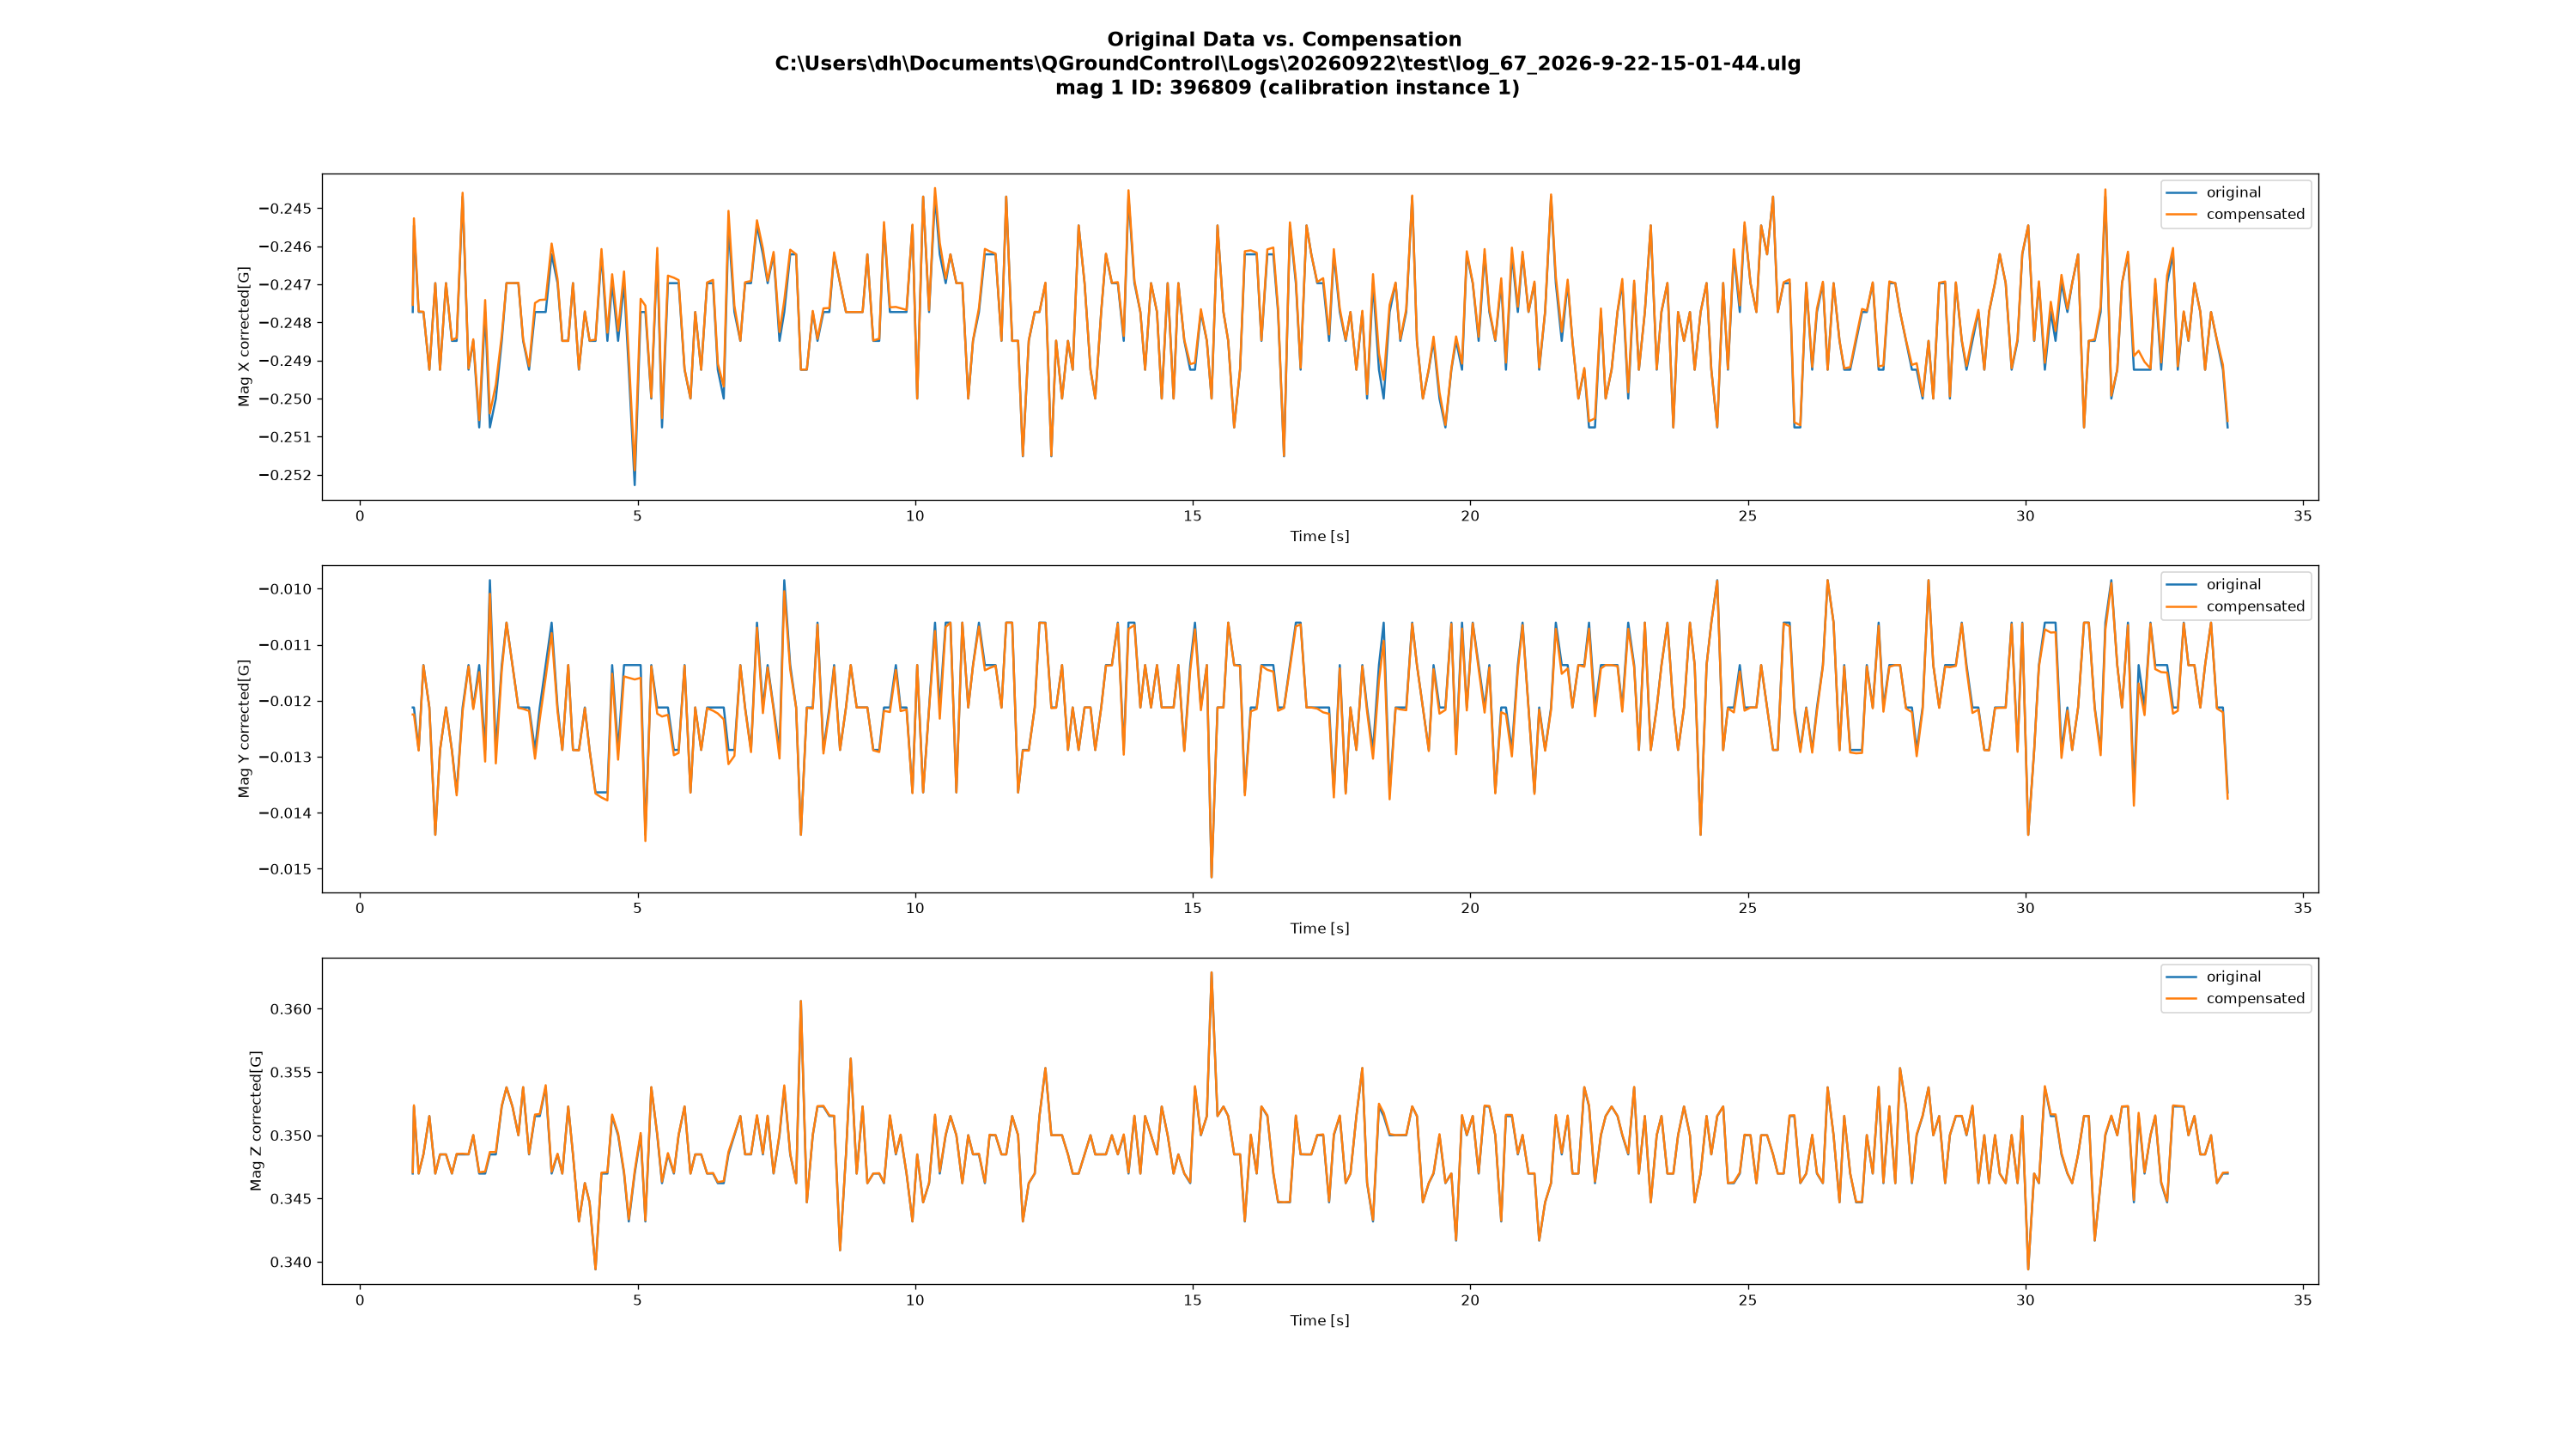 Original Data vs. Compensation
C:\Users\dh\Documents\QGroundControl\Logs\20260922\test\log_67_2026-9-22-15-01-44.ulg
mag 1 ID: 396809 (calibration instance 1)
Mag X corrected[G]
−0.245
−0.246
−0.247
−0.248
−0.249
−0.250
−0.251
−0.252
original
compensated
0 5 10 15 20 25 30 35
Time [s]
Mag Y corrected[G]
−0.010
−0.011
−0.012
−0.013
−0.014
−0.015
original
compensated
0 5 10 15 20 25 30 35
Time [s]
Mag Z corrected[G]
0.360
0.355
0.350
0.345
0.340
original
compensated
0 5 10 15 20 25 30 35
Time [s]